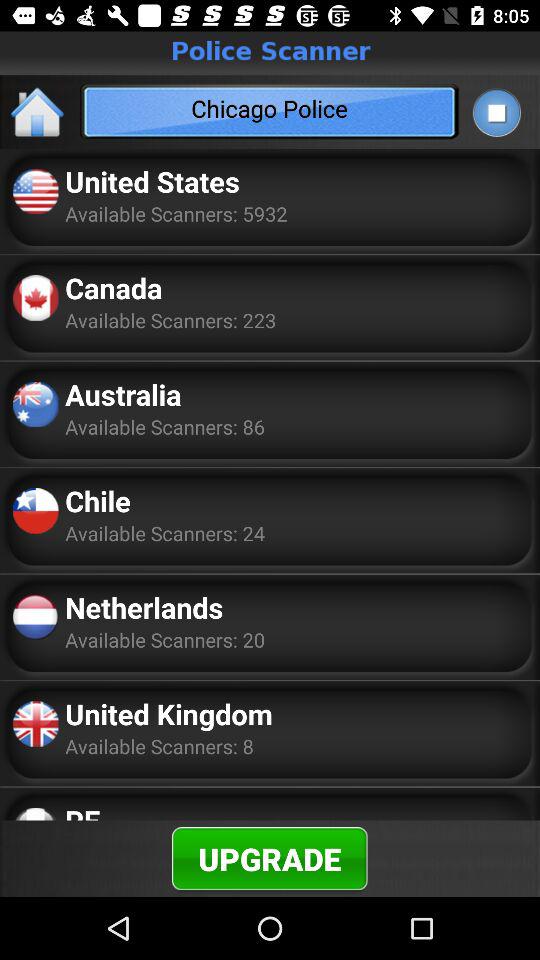 8:05
Police Scanner
Chicago Police
United States
Available Scanners: 5932
Canada
Available Scanners: 223
Australia
Available Scanners: 86
Chile
Available Scanners: 24
Netherlands
Available Scanners: 20
United Kingdom
Available Scanners: 8
UPGRADE